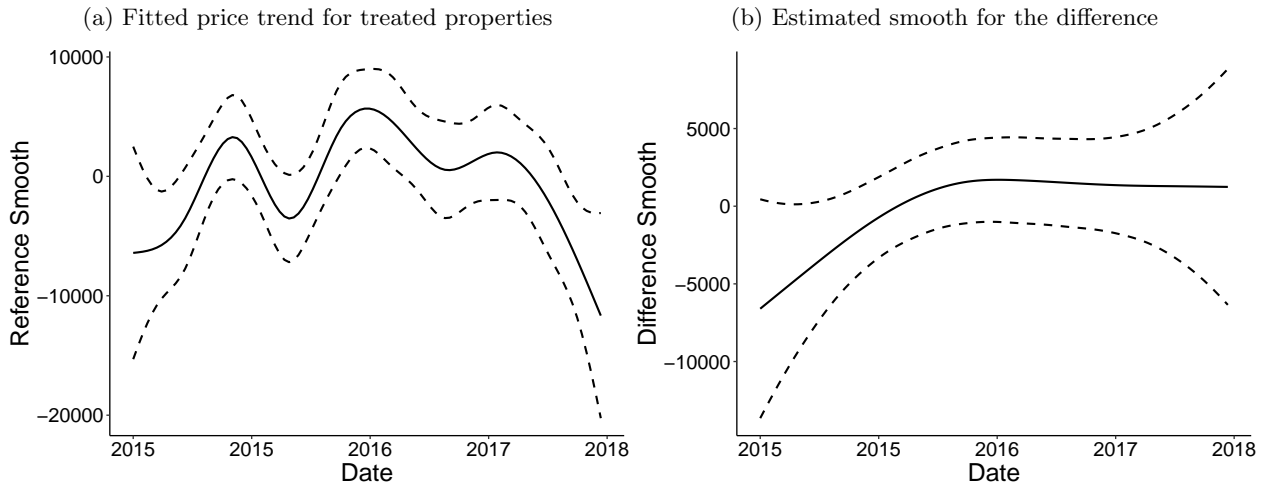 (a) Fitted price trend for treated properties
10000
0
−10000
−20000
Reference Smooth
2015 2015 2016 2017 2018
Date
(b) Estimated smooth for the difference
5000
0
−5000
−10000
Difference Smooth
2015 2015 2016 2017 2018
Date